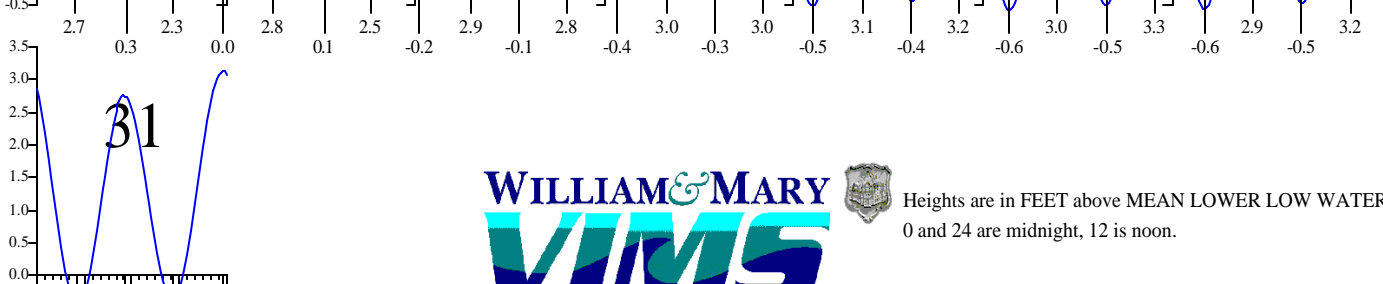 -0.5
2.7 2.3 2.8 2.5 2.9 2.8 3.0 3.0 3.1 3.2 3.0 3.3 2.9 3.2
0.3 0.0 0.1 -0.2 -0.1 -0.4 -0.3 -0.5 -0.4 -0.6 -0.5 -0.6 -0.5
3.5
3.0
2.5
31
2.0
1.5
1.0
0.5
0.0
WILLIAM & MARY
VIMS
Heights are in FEET above MEAN LOWER LOW WATER
0 and 24 are midnight, 12 is noon.